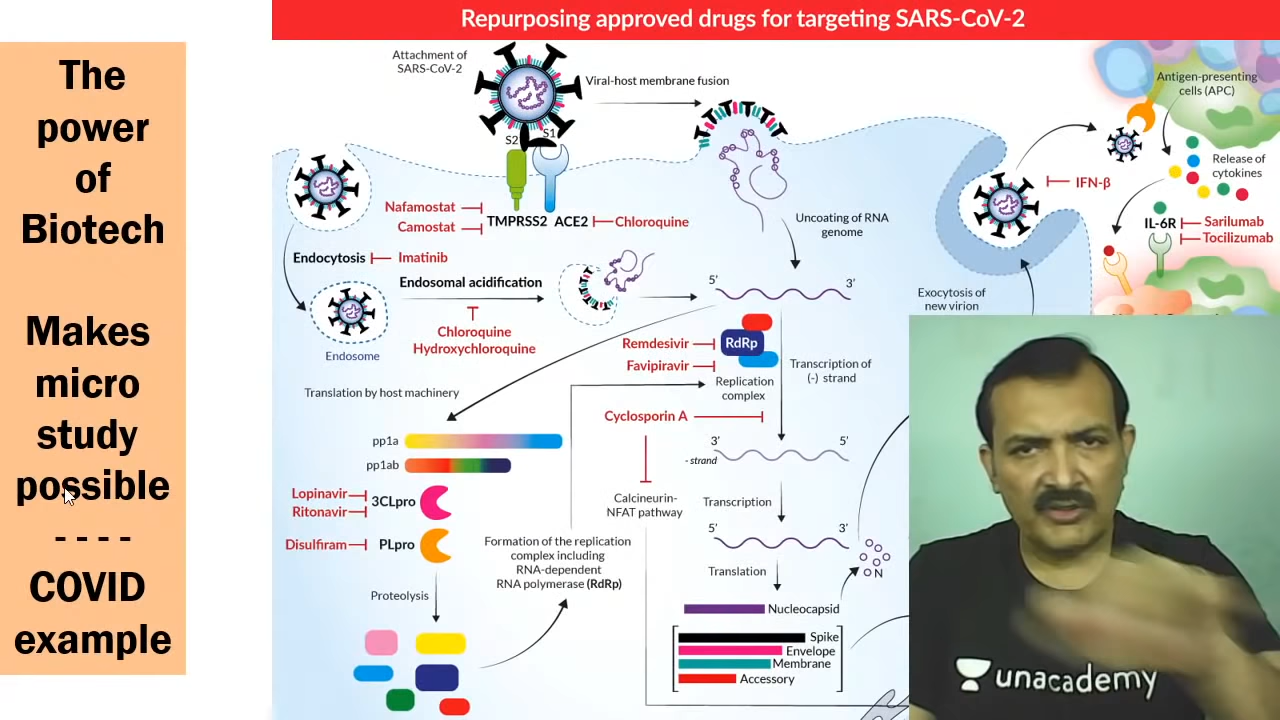 Repurposing approved drugs for targeting SARS-CoV-2
The
power
of
Biotech
Makes
micro
study
possible
- - - -
COVID
example
Attachment of
SARS-CoV-2
Viral-host membrane fusion
S2
S1
Nafamostat
Camostat
TMPRSS2
ACE2
Chloroquine
Endocytosis
Imatinib
Endosomal acidification
Chloroquine
Hydroxychloroquine
Endosome
Uncoating of RNA
genome
5'
3'
Antigen-presenting
cells (APC)
Release of
cytokines
IFN-β
IL-6R
Sarilumab
Tocilizumab
Exocytosis of
new virion
Remdesivir
Favipiravir
RdRp
Replication
complex
Transcription of
(-) strand
Cyclosporin A
Translation by host machinery
pp1a
pp1ab
Lopinavir
Ritonavir
3CLpro
Disulfiram
PLpro
Proteolysis
Formation of the replication
complex including
RNA-dependent
RNA polymerase (RdRp)
Calcineurin-
NFAT pathway
3'
5'
- strand
Transcription
5'
3'
Translation
N
Nucleocapsid
Spike
Envelope
Membrane
Accessory
unacademy